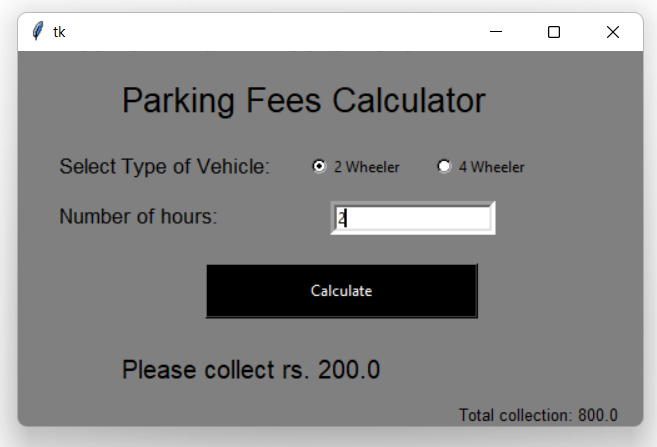 tk
Parking Fees Calculator
Select Type of Vehicle: 2 Wheeler 4 Wheeler
Number of hours: 2
Calculate
Please collect rs. 200.0
Total collection: 800.0